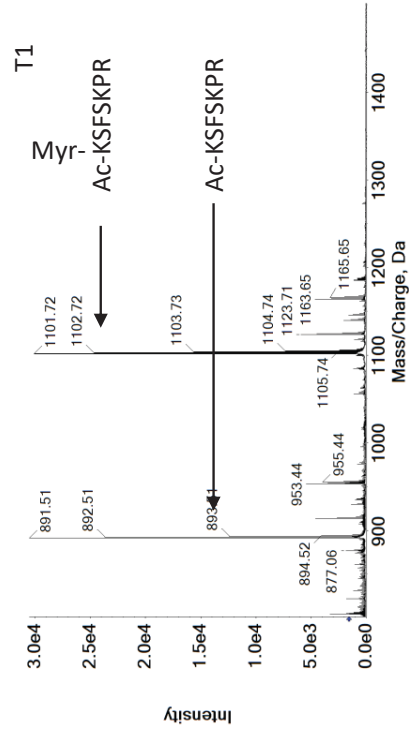 T1
Myr-
Ac-KSFSKPR
Ac-KSFSKPR
1101.72
1102.72
1103.73
1104.74
1123.71
1163.65
1165.65
1105.74
891.51
892.51
953.44
955.44
894.52
877.06
3.0e4
2.5e4
2.0e4
1.5e4
1.0e4
5.0e3
0.0e0
Intensity
900
1000
1100
1200
1300
1400
Mass/Charge, Da